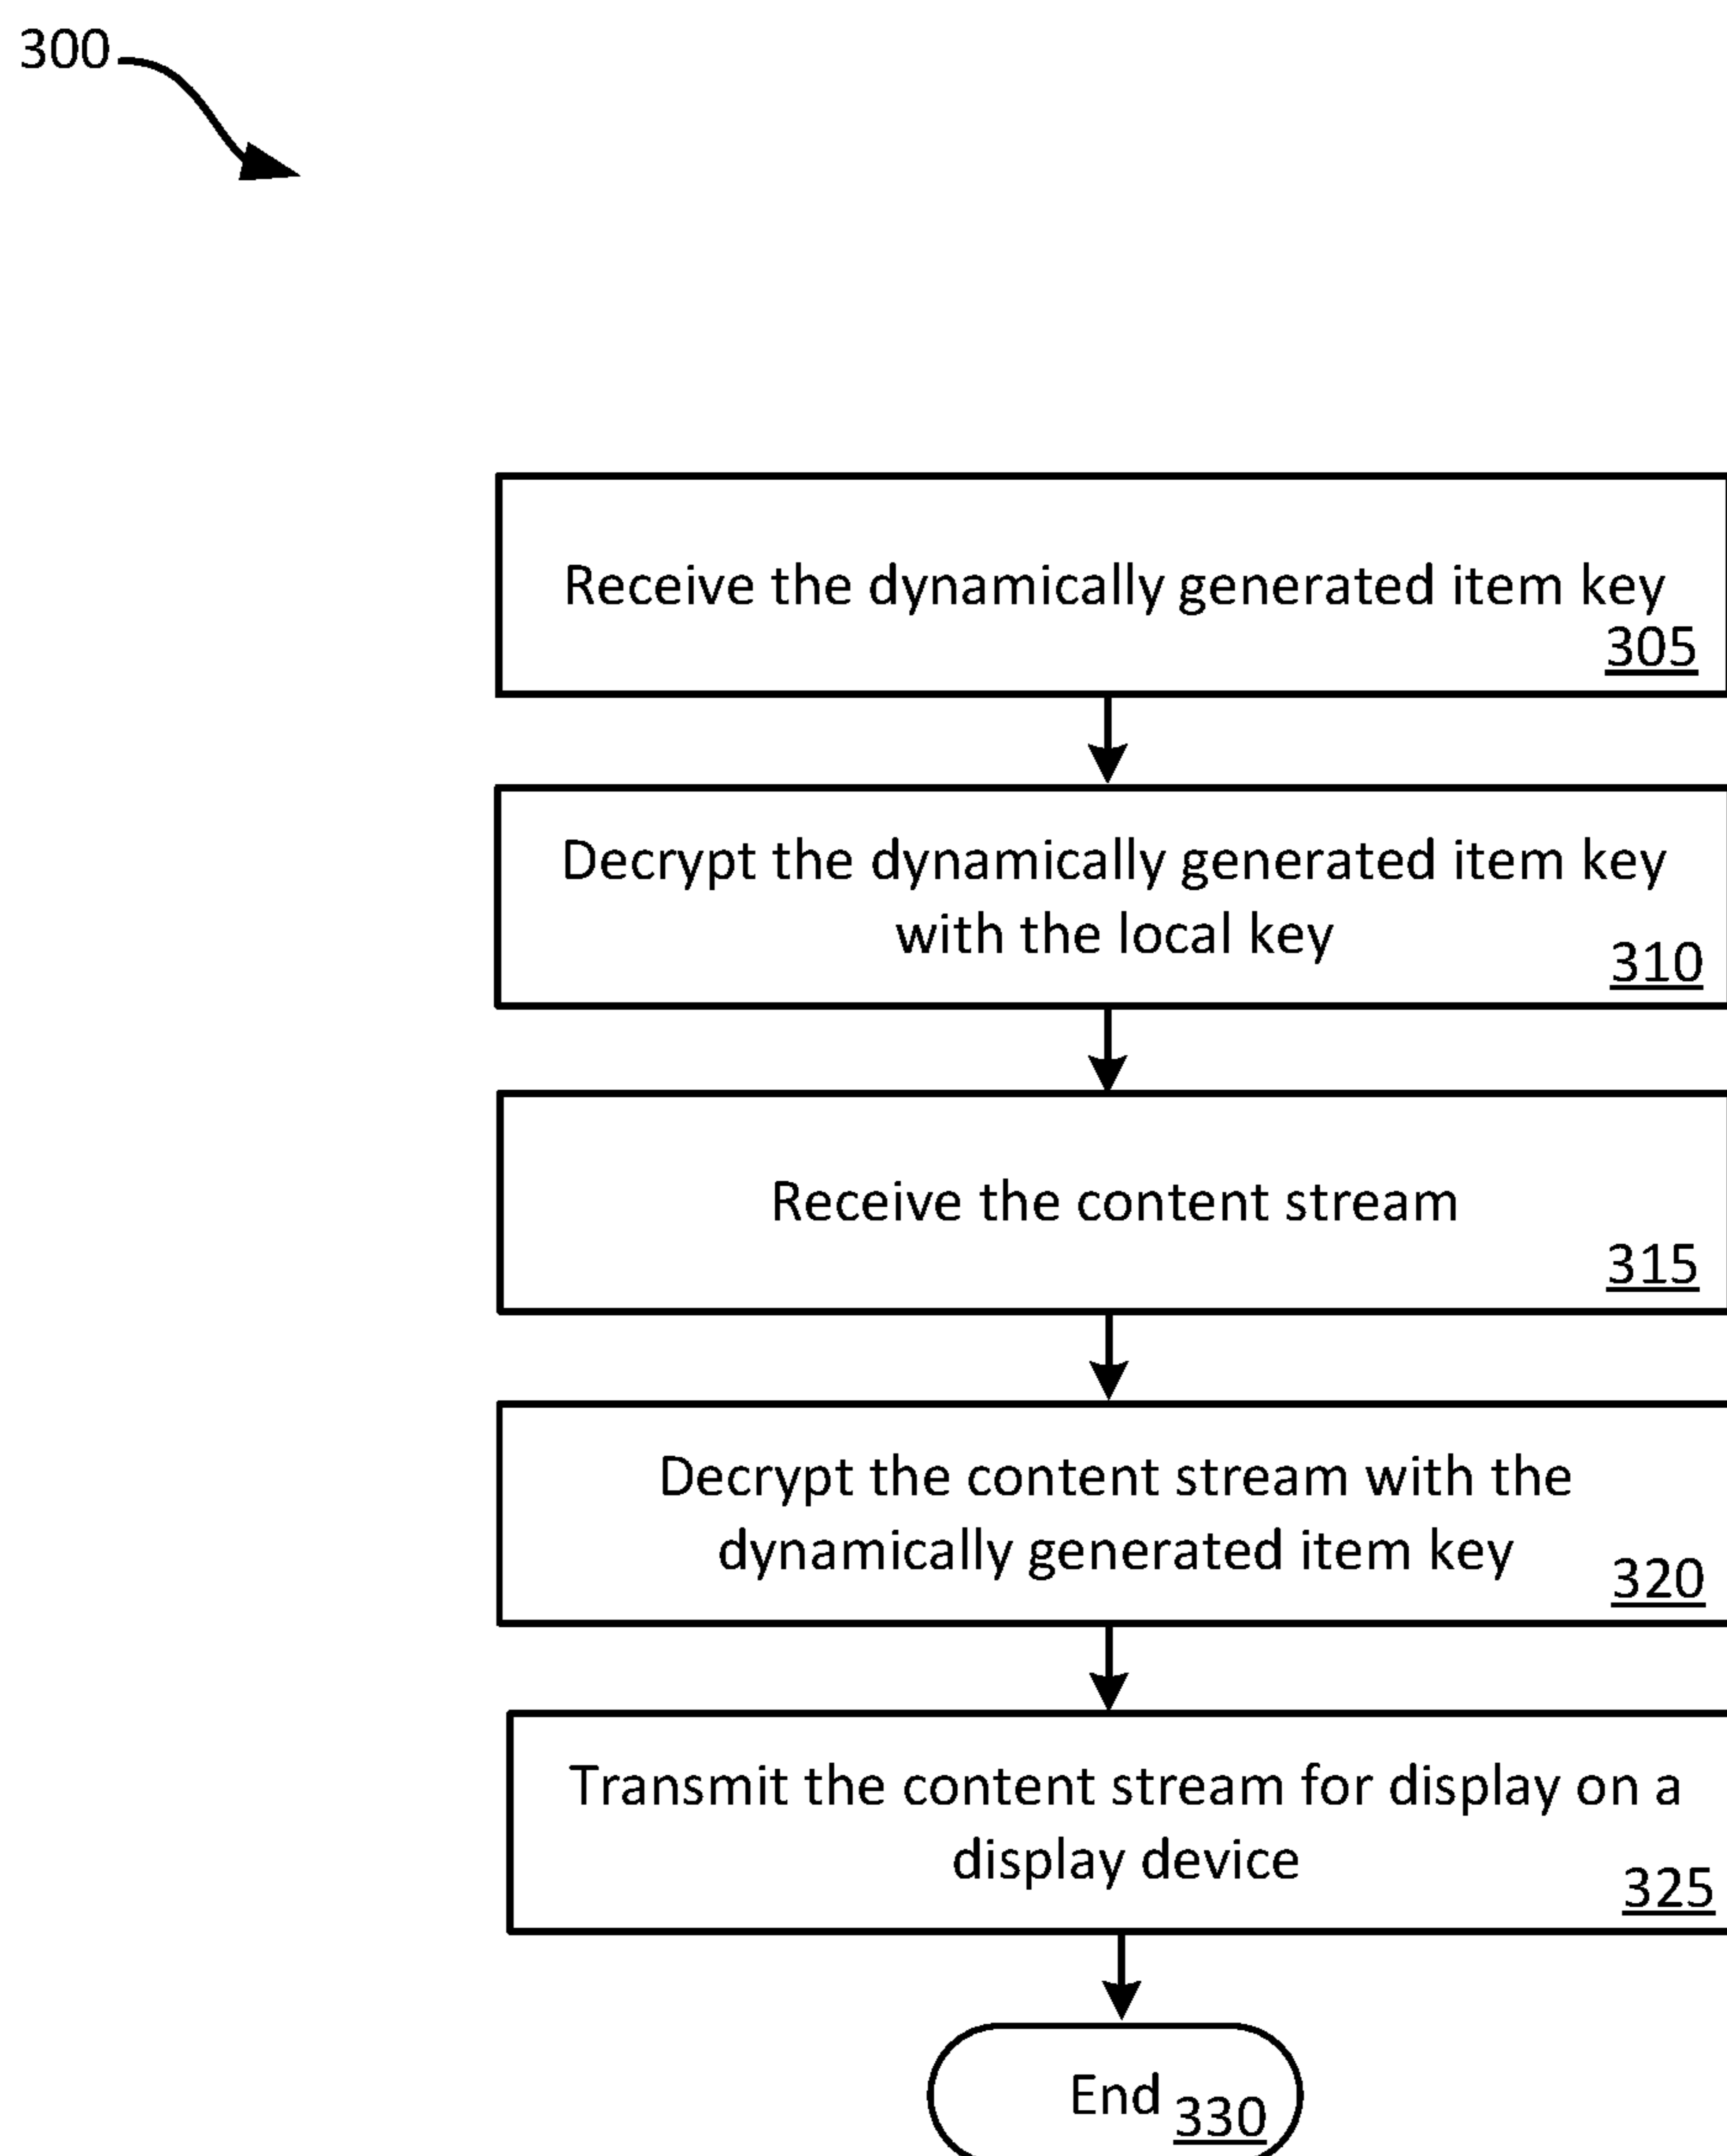 300
Receive the dynamically generated item key
305
Decrypt the dynamically generated item key
with the local key
310
Receive the content stream
315
Decrypt the content stream with the
dynamically generated item key
320
Transmit the content stream for display on a
display device
325
End 330